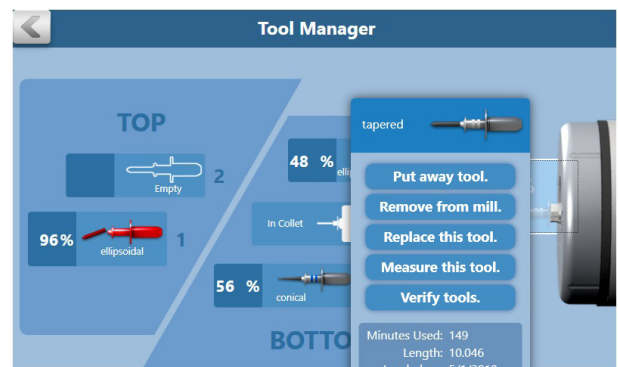 Tool Manager
TOP
Empty
2
96%
ellipsoidal
1
48 %
In Collet
56 %
conical
BOTTO
tapered
Put away tool.
Remove from mill.
Replace this tool.
Measure this tool.
Verify tools.
Minutes Used: 149
Length: 10.046